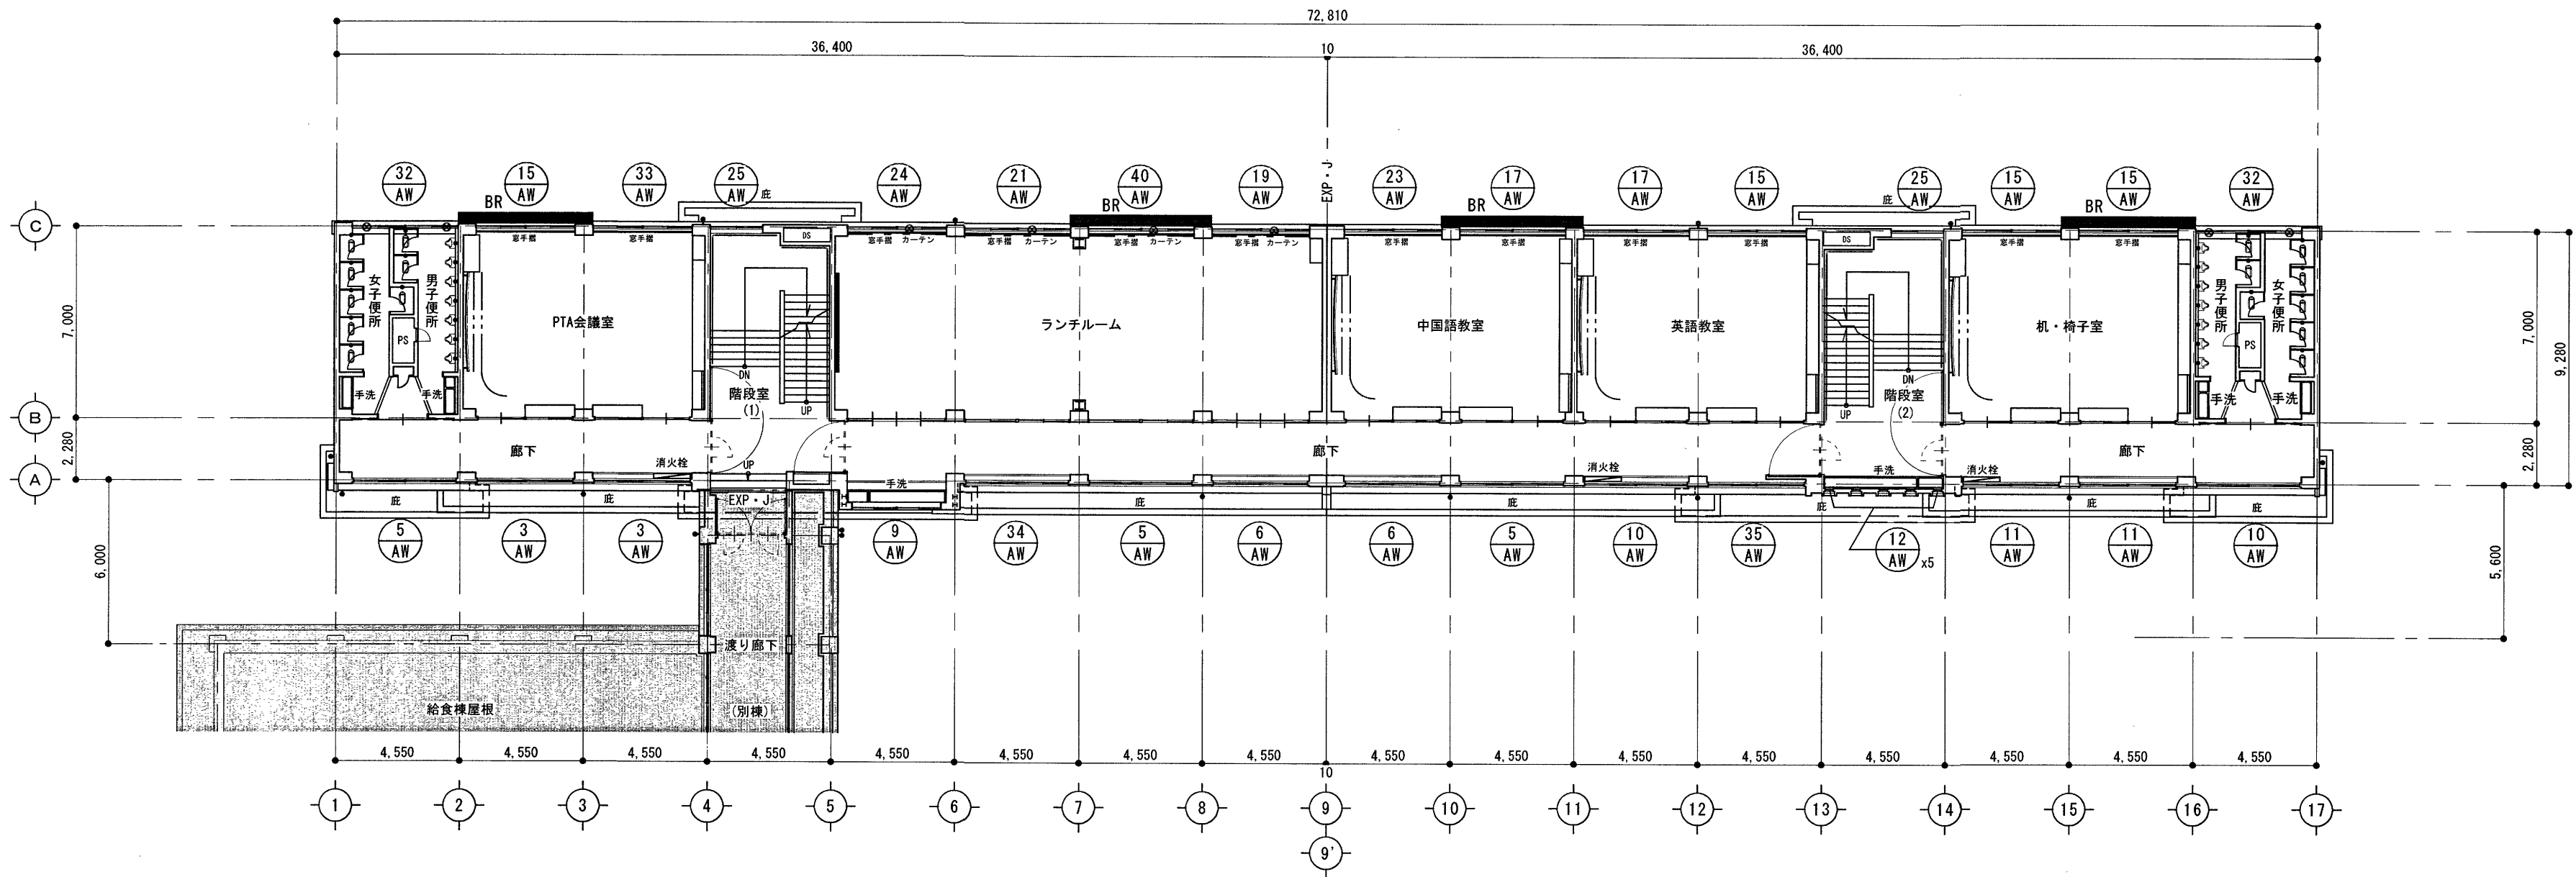 72,810
36,400 10 36,400
EXP・J
32 AW
15 AW
33 AW
25 AW
24 AW
21 AW
40 AW
19 AW
23 AW
17 AW
17 AW
15 AW
25 AW
15 AW
15 AW
32 AW
BR
庇
BR
BR
庇
BR
C
DS
窓手摺
窓手摺
窓手摺 カーテン
窓手摺 カーテン
窓手摺 カーテン
窓手摺 カーテン
窓手摺
窓手摺
窓手摺
窓手摺
DS
窓手摺
窓手摺
女子便所
男子便所
PS
PTA会議室
ランチルーム
中国語教室
英語教室
机・椅子室
男子便所
女子便所
PS
7,000
7,000
9,280
手洗
手洗
DN
階段室
(1)
UP
DN
階段室
(2)
UP
手洗
手洗
B
2,280
廊下
消火栓
UP
廊下
消火栓
手洗
消火栓
廊下
2,280
A
手洗
庇
庇
EXP・J
庇
庇
庇
庇
庇
5 AW
3 AW
3 AW
9 AW
34 AW
5 AW
6 AW
6 AW
5 AW
10 AW
35 AW
12 AW x5
11 AW
11 AW
10 AW
6,000
5,600
渡り廊下
(別棟)
給食棟屋根
4,550 4,550 4,550 4,550 4,550 4,550 4,550 4,550 10 4,550 4,550 4,550 4,550 4,550 4,550 4,550 4,550
1 2 3 4 5 6 7 8 9 10 11 12 13 14 15 16 17
9'